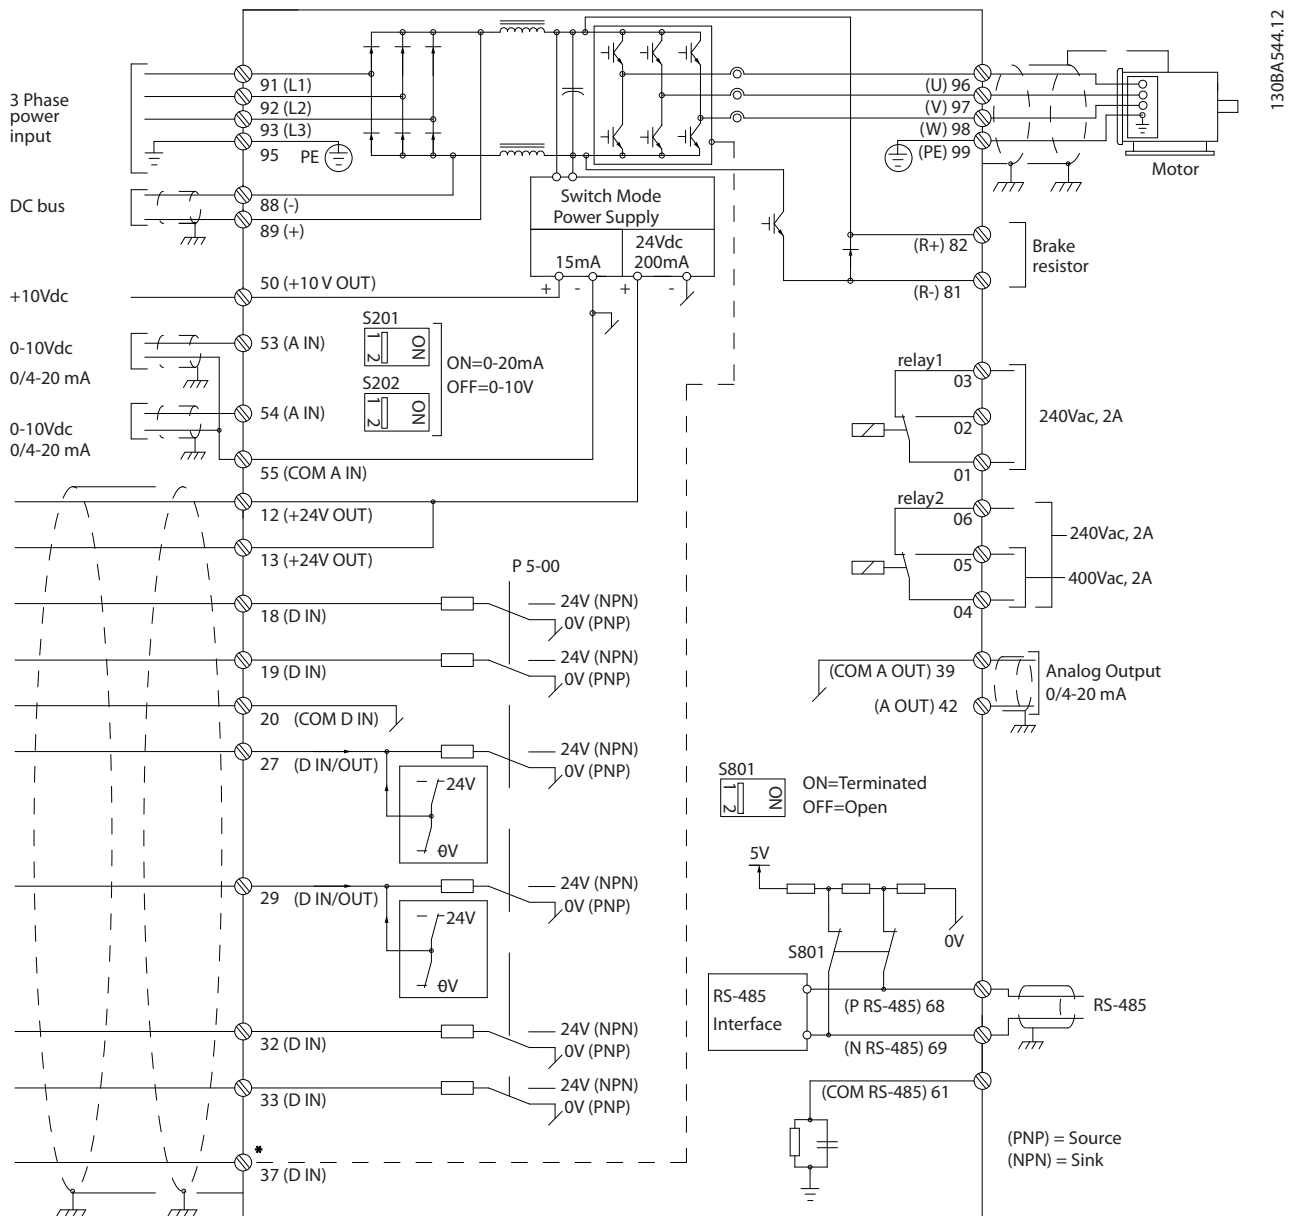 130BA544.12
3 Phase
power
input
91 (L1)
92 (L2)
93 (L3)
95 PE
DC bus
88 (-)
89 (+)
+10Vdc
50 (+10 V OUT)
0-10Vdc
0/4-20 mA
53 (A IN)
S201
1
2
ON
ON=0-20mA
OFF=0-10V
S202
1
2
ON
0-10Vdc
0/4-20 mA
54 (A IN)
55 (COM A IN)
12 (+24V OUT)
13 (+24V OUT)
P 5-00
18 (D IN)
24V (NPN)
0V (PNP)
19 (D IN)
24V (NPN)
0V (PNP)
20 (COM D IN)
27 (D IN/OUT)
24V (NPN)
0V (PNP)
24V
0V
29 (D IN/OUT)
24V (NPN)
0V (PNP)
24V
0V
32 (D IN)
24V (NPN)
0V (PNP)
33 (D IN)
24V (NPN)
0V (PNP)
*
37 (D IN)
Switch Mode
Power Supply
15mA
24Vdc
200mA
+ - + -
(U) 96
(V) 97
(W) 98
(PE) 99
Motor
(R+) 82
(R-) 81
Brake
resistor
relay1
03
02
01
240Vac, 2A
relay2
06
05
04
240Vac, 2A
400Vac, 2A
(COM A OUT) 39
(A OUT) 42
Analog Output
0/4-20 mA
S801
1
2
ON
ON=Terminated
OFF=Open
5V
0V
S801
RS-485
Interface
(P RS-485) 68
(N RS-485) 69
RS-485
(COM RS-485) 61
(PNP) = Source
(NPN) = Sink